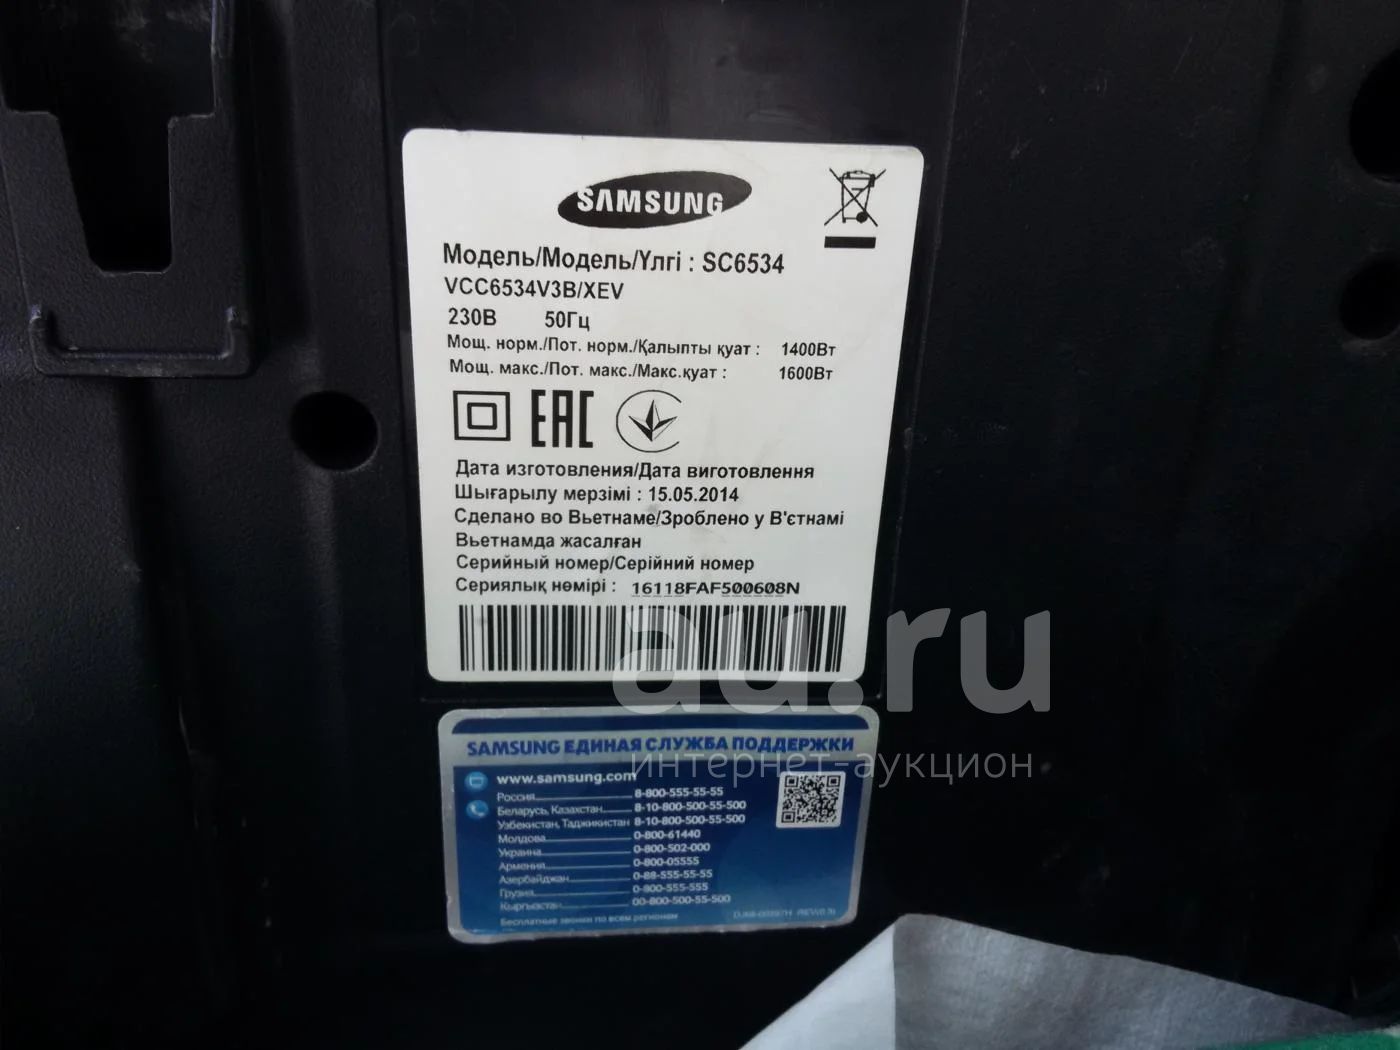 SAMSUNG
Модель/Модель/Үлгі : SC6534
VCC6534V3B/XEV
230В 50Гц
Мощ. норм./Пот. норм./Қалыпты қуат : 1400Вт
Мощ. макс./Пот. макс./Макс.қуат : 1600Вт
EAC
Дата изготовления/Дата виготовлення
Шығарылу мерзімі : 15.05.2014
Сделано во Вьетнаме/Зроблено у В'єтнамі
Вьетнамда жасалған
Серийный номер/Серійний номер
Сериялық нөмірі : 16118FAF500608N
au.ru
интернет-аукцион
SAMSUNG ЕДИНАЯ СЛУЖБА ПОДДЕРЖКИ
www.samsung.com
Россия 8-800-555-55-55
Беларусь, Казахстан 8-10-800-500-55-500
Узбекистан, Таджикистан 8-10-800-500-55-500
Молдова 0-800-61440
Украина 0-800-502-000
Армения 0-800-05555
Азербайджан 0-88-555-55-55
Грузия 0-800-555-555
Кыргызстан 00-800-500-55-500
Бесплатные звонки по всем регионам